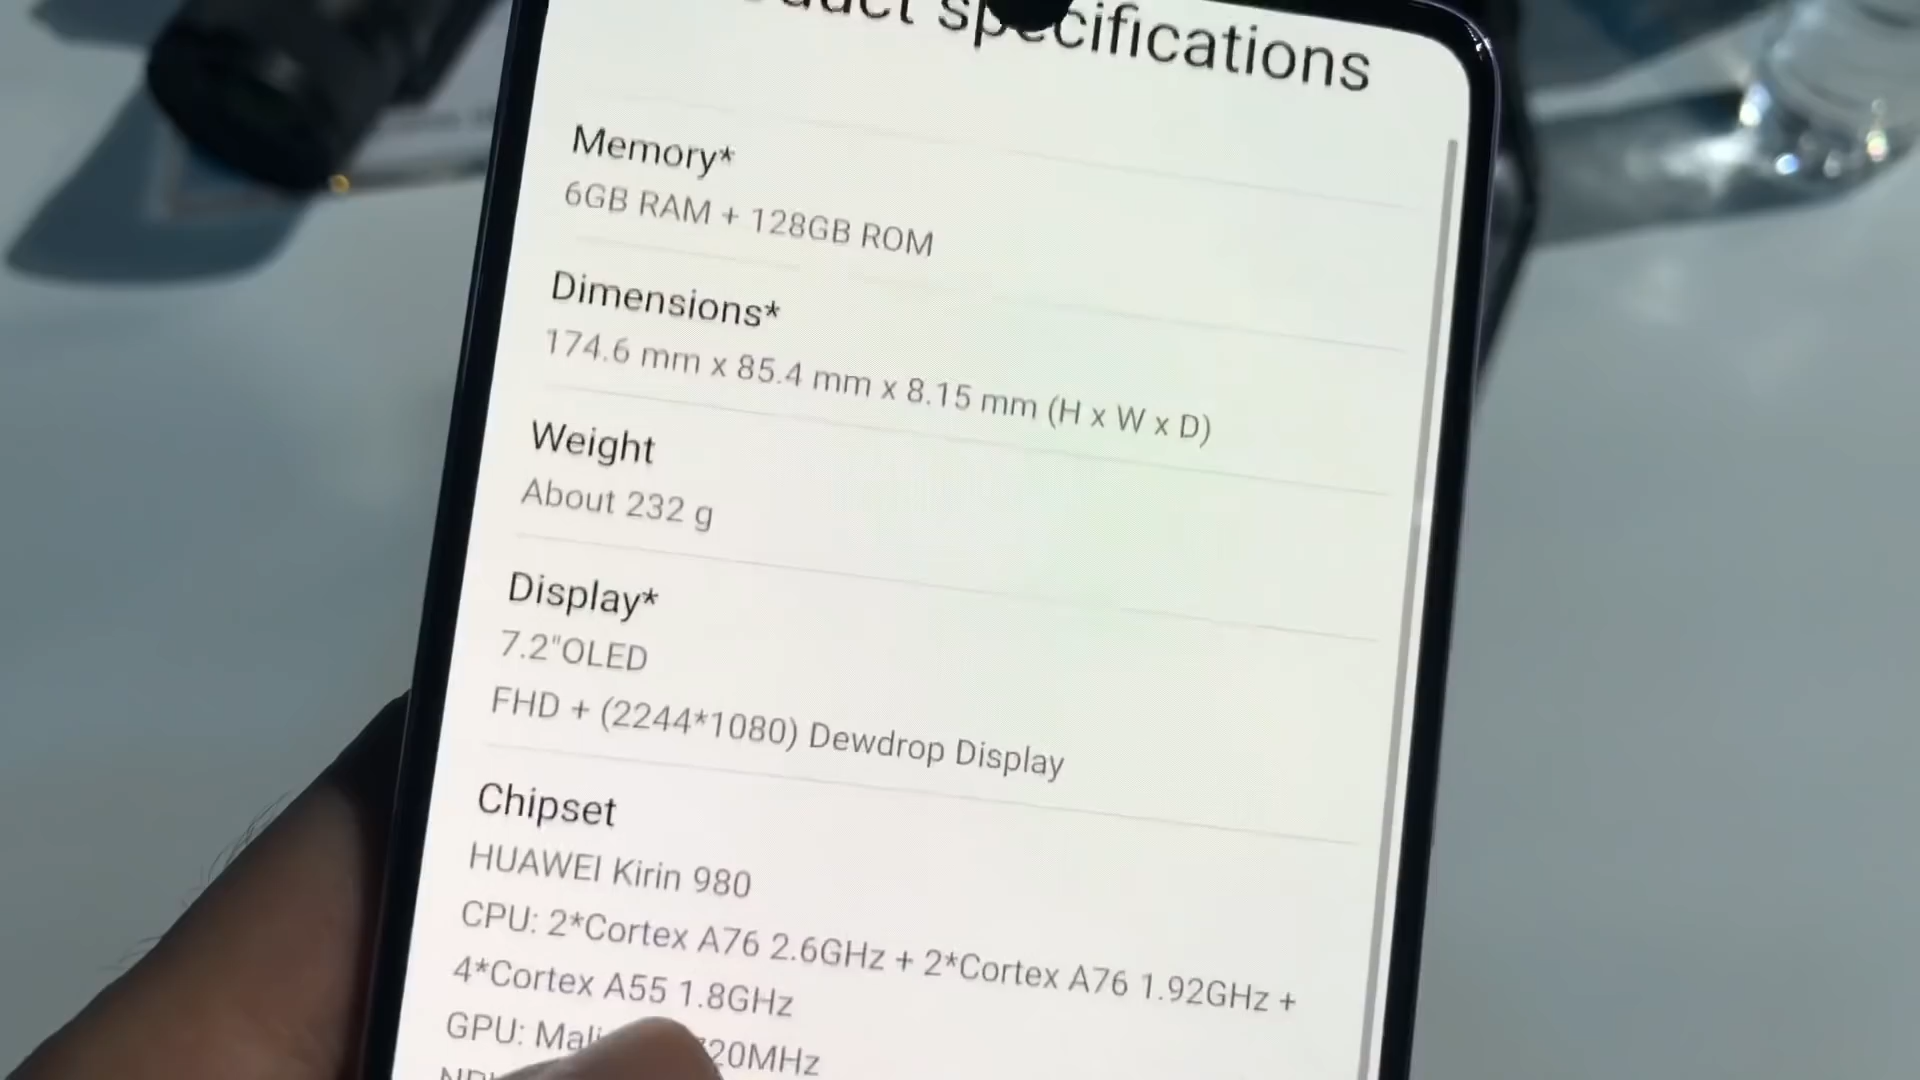 specifications
Memory*
6GB RAM + 128GB ROM
Dimensions*
174.6 mm x 85.4 mm x 8.15 mm (H x W x D)
Weight
About 232 g
Display*
7.2"OLED
FHD + (2244*1080) Dewdrop Display
Chipset
HUAWEI Kirin 980
CPU: 2*Cortex A76 2.6GHz + 2*Cortex A76 1.92GHz +
4*Cortex A55 1.8GHz
GPU: Mali 20MHz